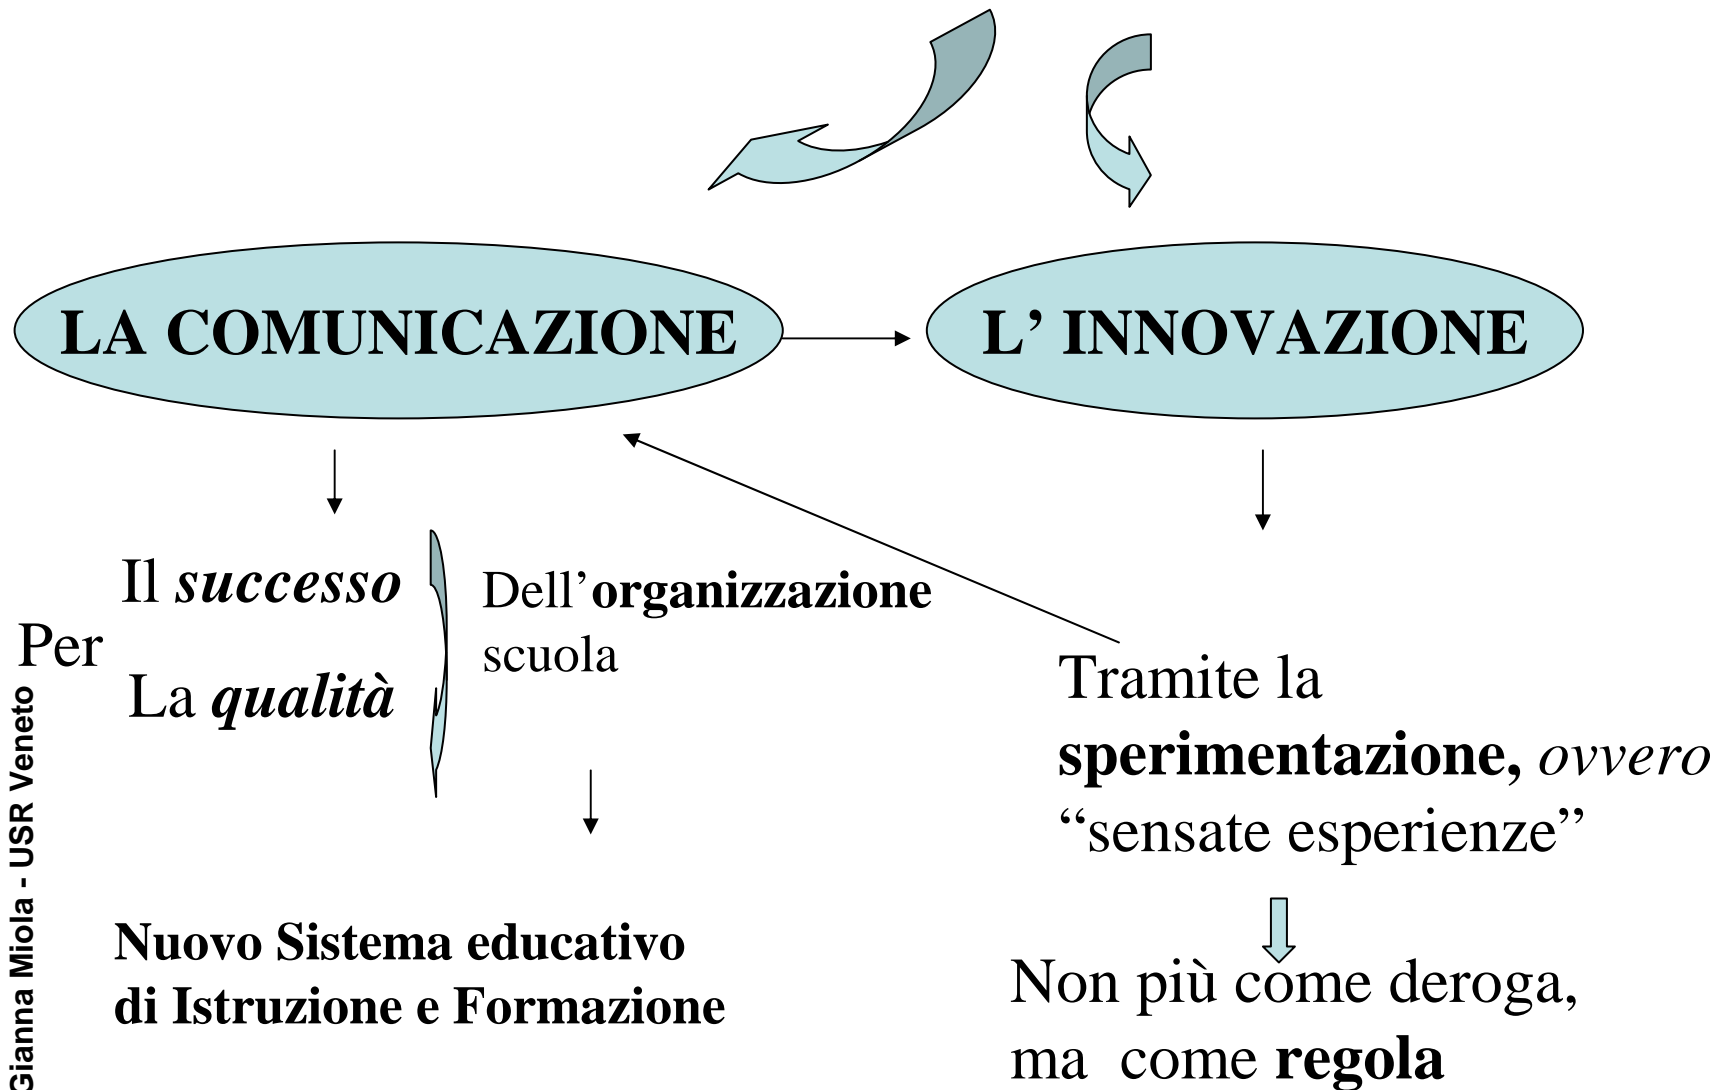 LA COMUNICAZIONE
L’ INNOVAZIONE
Per
Il successo
La qualità
Dell’organizzazione
scuola
Nuovo Sistema educativo
di Istruzione e Formazione
Tramite la
sperimentazione, ovvero
“sensate esperienze”
Non più come deroga,
ma come regola
Gianna Miola - USR Veneto